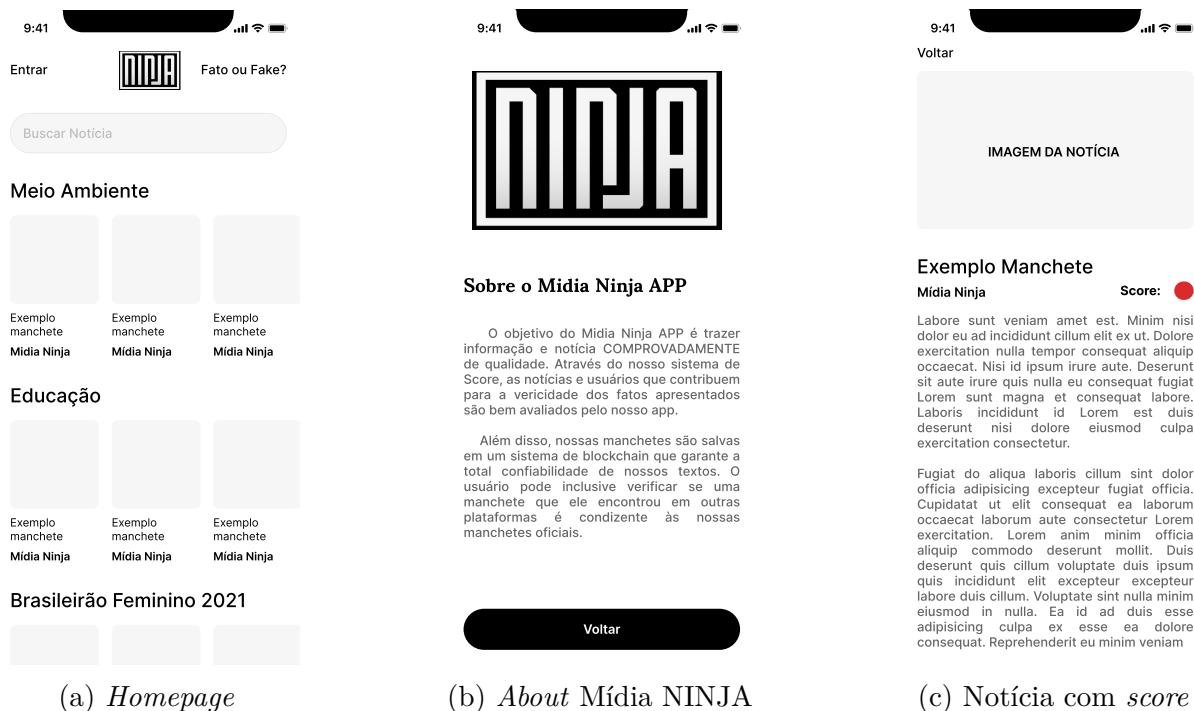 9:41
Entrar
NINJA
Fato ou Fake?
Buscar Notícia
Meio Ambiente
Exemplo manchete
Midia Ninja
Exemplo manchete
Mídia Ninja
Exemplo manchete
Mídia Ninja
Educação
Exemplo manchete
Mídia Ninja
Exemplo manchete
Mídia Ninja
Exemplo manchete
Mídia Ninja
Brasileirão Feminino 2021
(a) Homepage
9:41
NINJA
Sobre o Midia Ninja APP
O objetivo do Midia Ninja APP é trazer
informação e notícia COMPROVADAMENTE
de qualidade. Através do nosso sistema de
Score, as notícias e usuários que contribuem
para a vericidade dos fatos apresentados
são bem avaliados pelo nosso app.
Além disso, nossas manchetes são salvas
em um sistema de blockchain que garante a
total confiabilidade de nossos textos. O
usuário pode inclusive verificar se uma
manchete que ele encontrou em outras
plataformas é condizente às nossas
manchetes oficiais.
Voltar
(b) About Mídia NINJA
9:41
Voltar
IMAGEM DA NOTÍCIA
Exemplo Manchete
Mídia Ninja
Score:
Labore sunt veniam amet est. Minim nisi
dolor eu ad incididunt cillum elit ex ut. Dolore
exercitation nulla tempor consequat aliquip
occaecat. Nisi id ipsum irure aute. Deserunt
sit aute irure quis nulla eu consequat fugiat
Lorem sunt magna et consequat labore.
Laboris incididunt id Lorem est duis
deserunt nisi dolore eiusmod culpa
exercitation consectetur.
Fugiat do aliqua laboris cillum sint dolor
officia adipisicing excepteur fugiat officia.
Cupidatat ut elit consequat ea laborum
occaecat laborum aute consectetur Lorem
exercitation. Lorem anim minim officia
aliquip commodo deserunt mollit. Duis
deserunt quis cillum voluptate duis ipsum
quis incididunt elit excepteur excepteur
labore duis cillum. Voluptate sint nulla minim
eiusmod in nulla. Ea id ad duis esse
adipisicing culpa ex esse ea dolore
consequat. Reprehenderit eu minim veniam
(c) Notícia com score